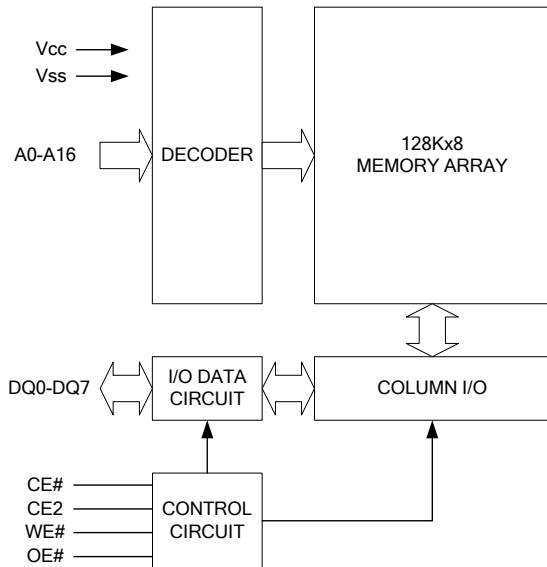 Vcc
Vss
A0-A16
DECODER
128Kx8
MEMORY ARRAY
DQ0-DQ7
I/O DATA
CIRCUIT
COLUMN I/O
CE#
CE2
WE#
OE#
CONTROL
CIRCUIT